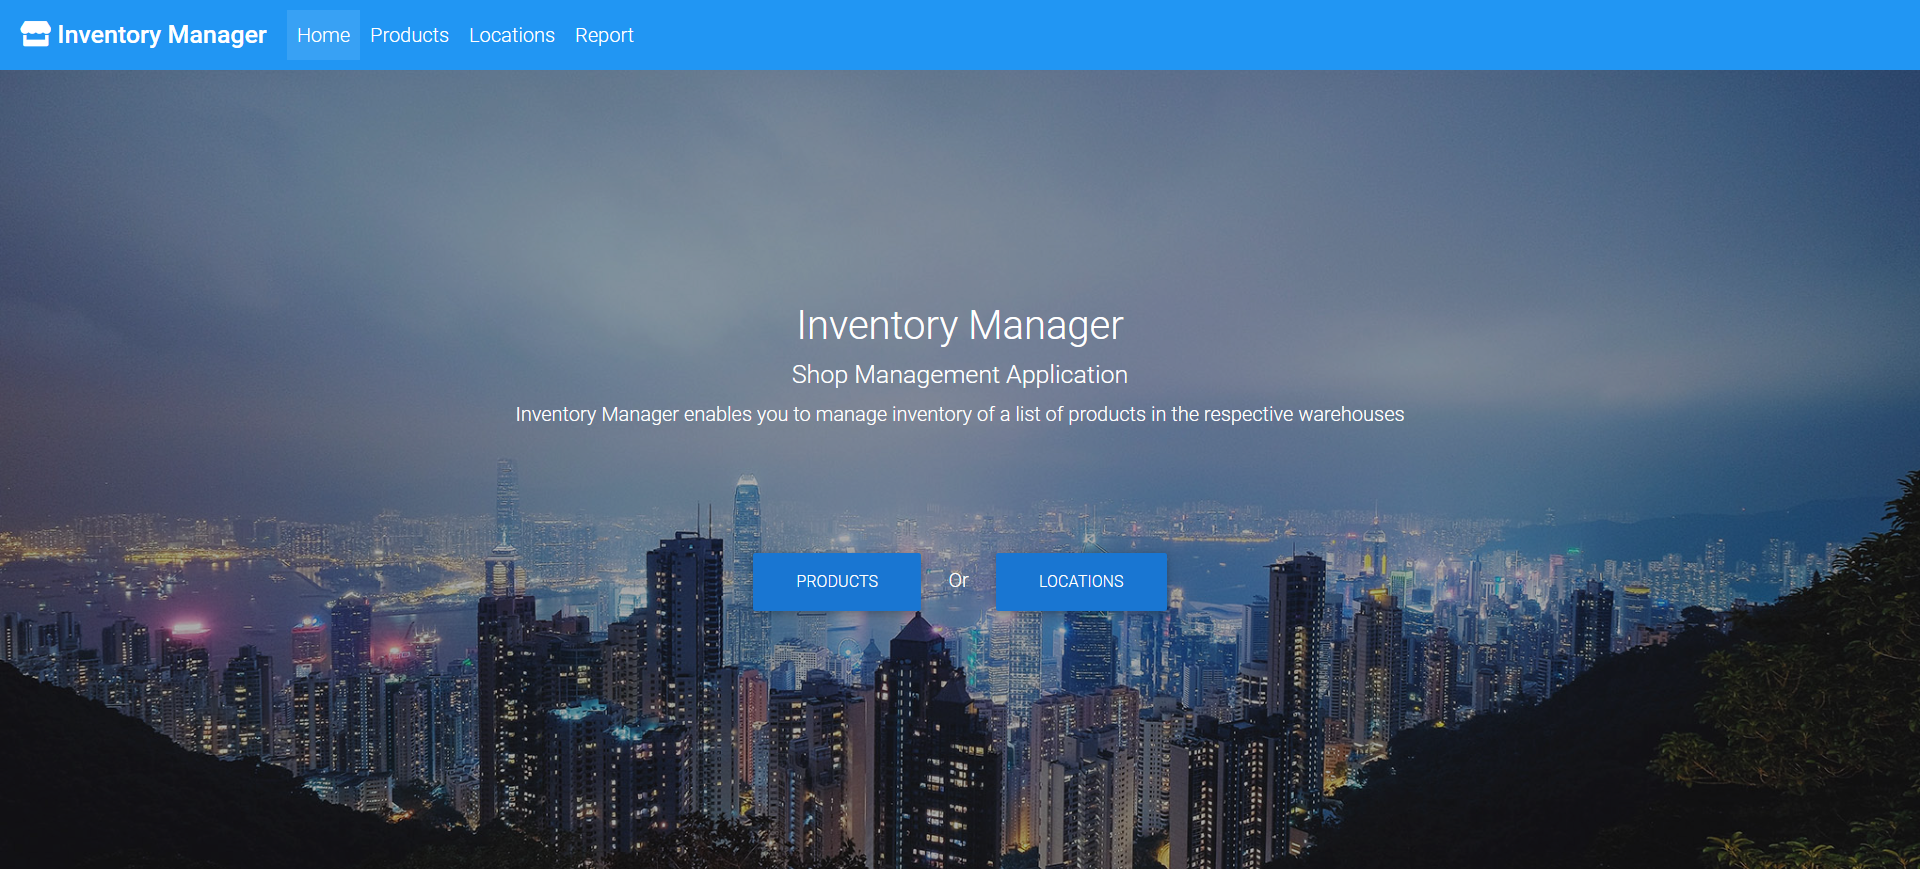 Inventory Manager Home Products Locations Report
Inventory Manager
Shop Management Application
Inventory Manager enables you to manage inventory of a list of products in the respective warehouses
PRODUCTS Or LOCATIONS